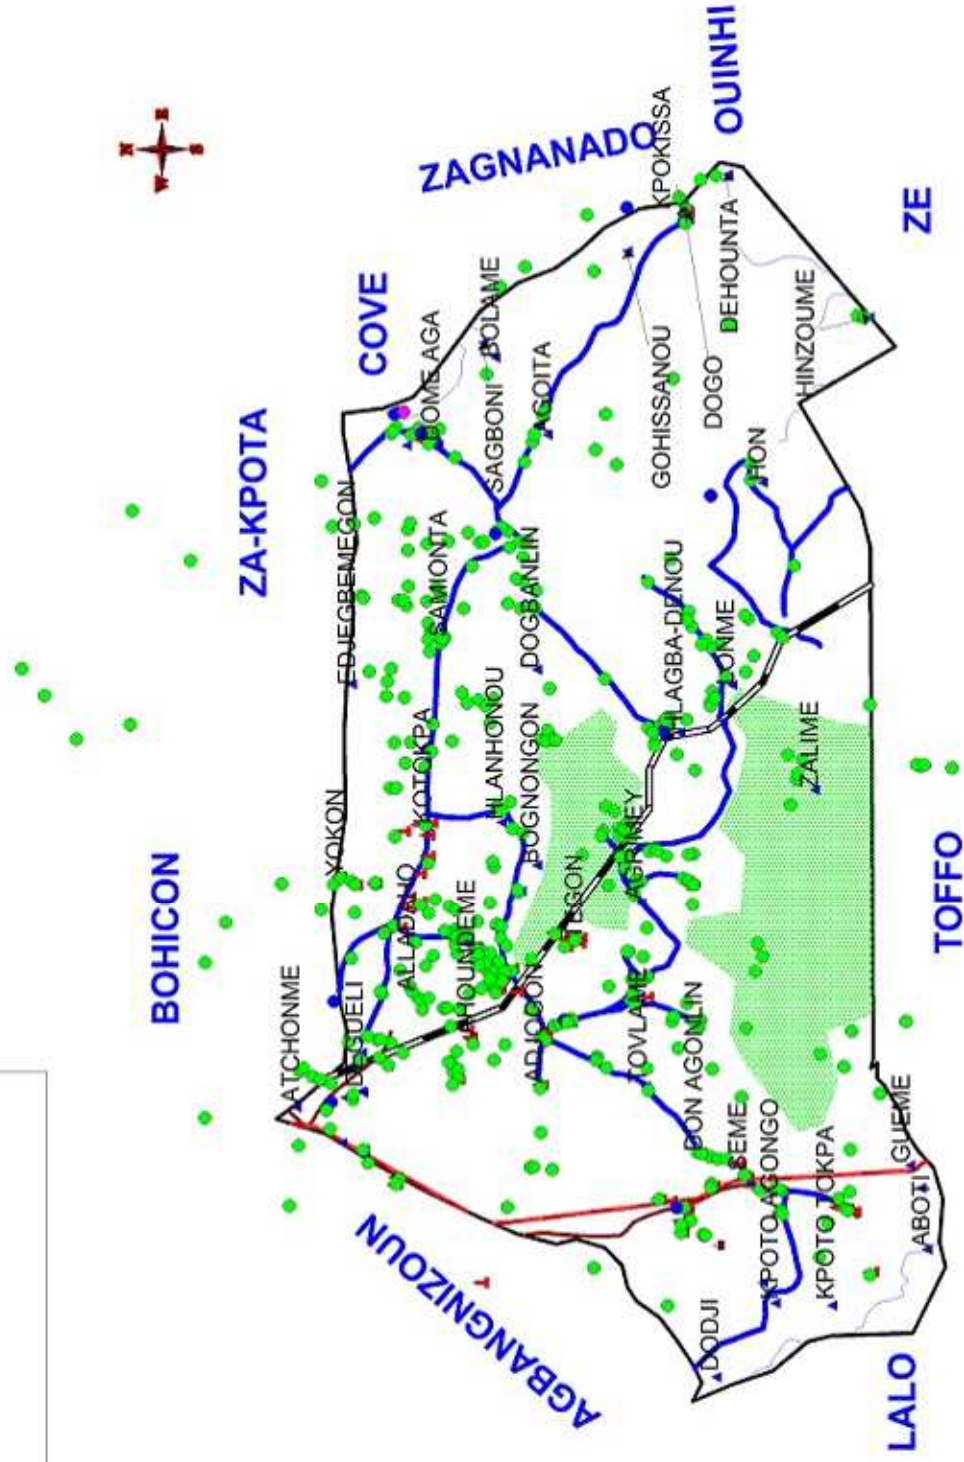 N
W
E
S
OUINHI
ZAGNANADO
KPOKISSA
ZE
COVE
DEHOUNTA
BOLAME
DOME AGA
HINZOUME
AGOITA
GOHISSANOU
DOGO
SAGBONI
ZA-KPOTA
HON
EDJEGBEMEGON
SAMIONTA
DOGBANLIN
HLAGBA-DENOU
LONME
HLANHONOU
KOTOKPA
BOGNONGON
ZALIME
YOKON
AGRIMEY
TEGON
BOHICON
ALLADAHO
AHOUNDEME
TOFFO
ATCHONME
DEGUELI
ADJOGON
TOVLAME
DON AGONLIN
SEME
GUEME
KPOTO AGONGO
KPOTO TOKPA
ABOTI
AGBANGNIZOUN
DODJI
LALO